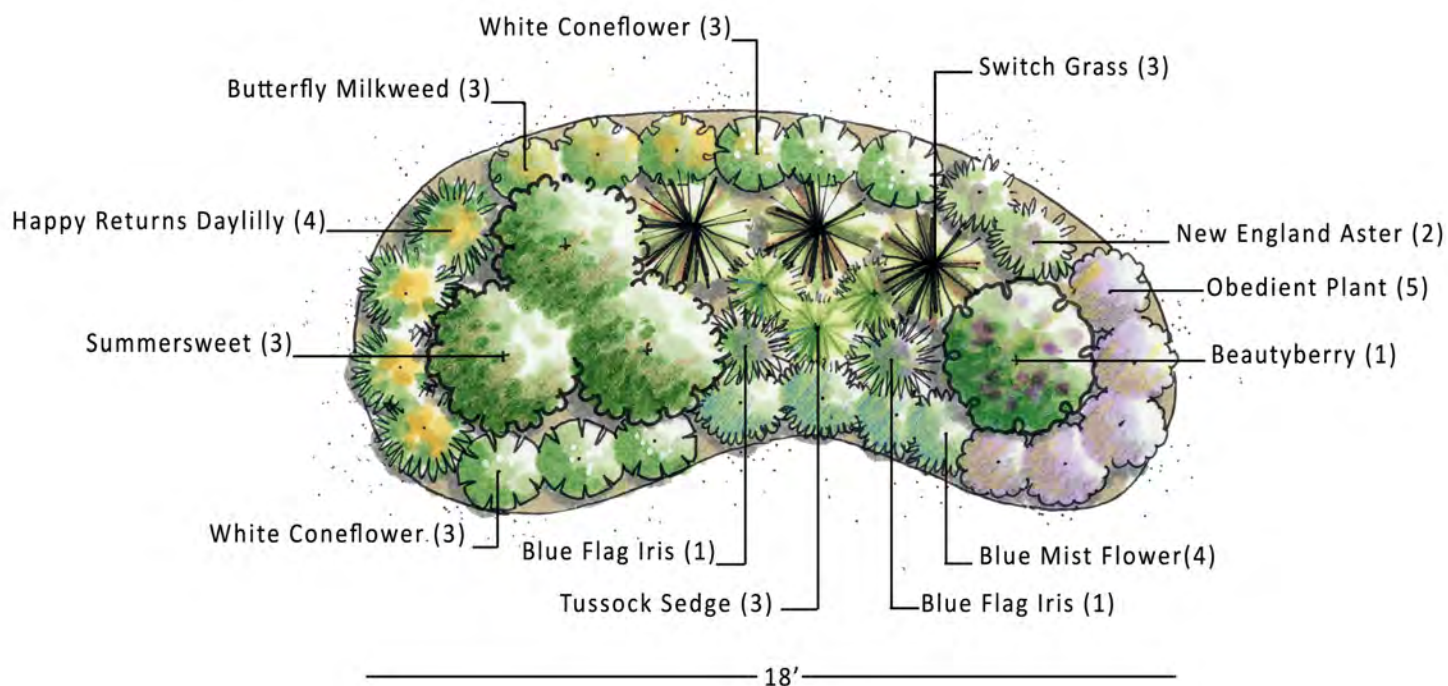 White Coneflower (3)
Switch Grass (3)
Butterfly Milkweed (3)
Happy Returns Daylilly (4)
New England Aster (2)
Obedient Plant (5)
Summersweet (3)
Beautyberry (1)
White Coneflower (3)
Blue Flag Iris (1)
Blue Mist Flower(4)
Tussock Sedge (3)
Blue Flag Iris (1)
18'